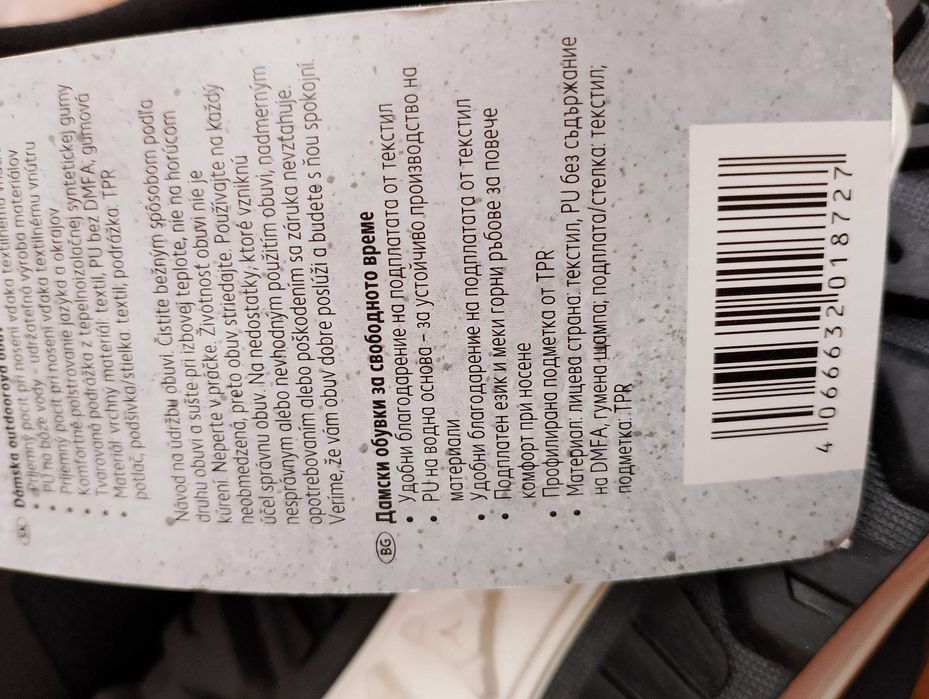 SK Dámska outdoorová obuv
• Príjemný pocit pri nosení vďaka textilnému vnútru
• PU na báze vody – udržateľná výroba materiálov
• Príjemný pocit pri nosení vďaka textilnému vnútru
• Komfortné polstrovanie jazyka a okrajov
• Tvarovaná podrážka z tepelnoizolačnej syntetickej gumy
• Materiál: vrchný materiál: textil, PU bez DMFA, gumová
potlač, podšívka/stielka: textil, podrážka: TPR
Návod na údržbu obuvi. Čistite bežným spôsobom podľa
druhu obuvi a sušte pri izbovej teplote, nie na horúcom
kúrení. Neperte v práčke. Životnosť obuvi nie je
neobmedzená, preto obuv striedajte. Používajte na každý
účel správnu obuv. Na nedostatky, ktoré vzniknú
nesprávnym alebo nevhodným použitím obuvi, nadmerným
opotrebovaním alebo poškodením sa záruka nevzťahuje.
Veríme, že vám obuv dobre poslúži a budete s ňou spokojní.
BG Дамски обувки за свободното време
• Удобни благодарение на подплатата от текстил
• PU на водна основа – за устойчиво производство на
материали
• Удобни благодарение на подплатата от текстил
• Подплатен език и меки горни ръбове за повече
комфорт при носене
• Профилирана подметка от TPR
• Материал: лицева страна: текстил, PU без съдържание
на DMFA, гумена щампа; подплата/стелка: текстил;
подметка: TPR
4 066632 018727